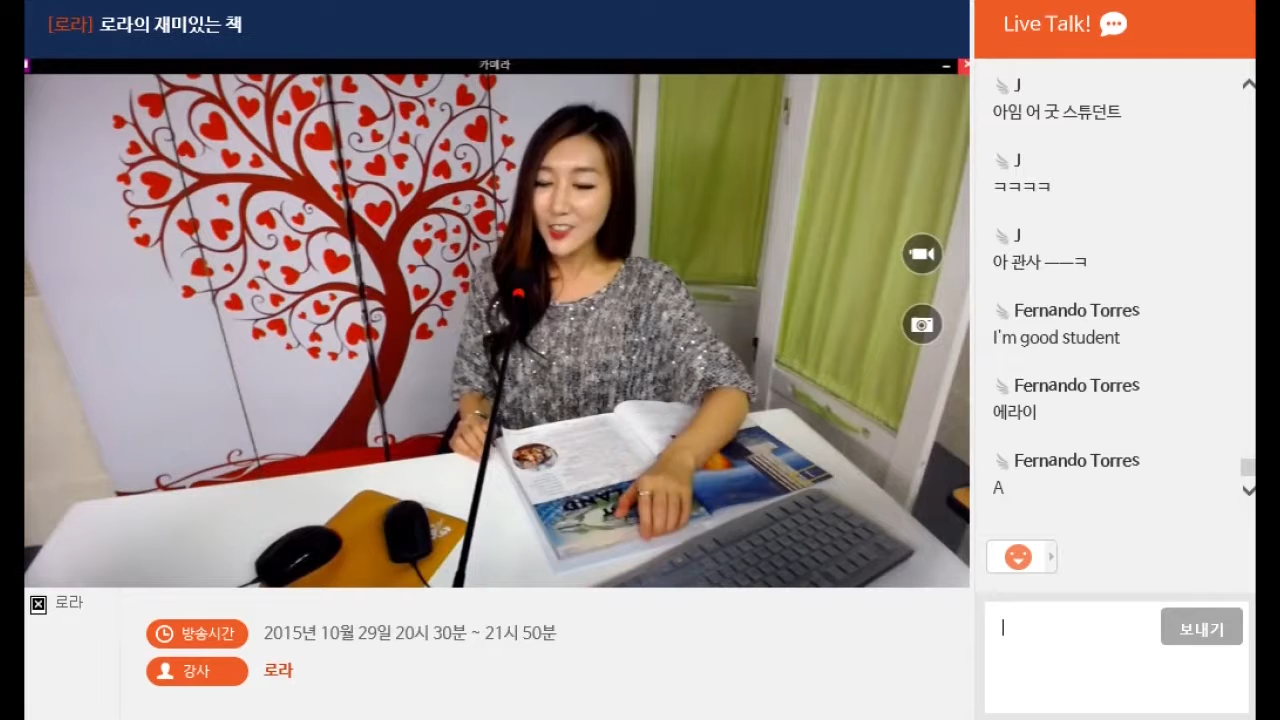 [로라] 로라의 재미있는 책
카메라
Live Talk!
J
아임 어 굿 스튜던트
J
ㅋㅋㅋㅋ
J
아 관사 ㅡㅡㅋ
Fernando Torres
I'm good student
Fernando Torres
에라이
Fernando Torres
A
LAND
로라
방송시간 2015년 10월 29일 20시 30분 ~ 21시 50분
강사 로라
보내기